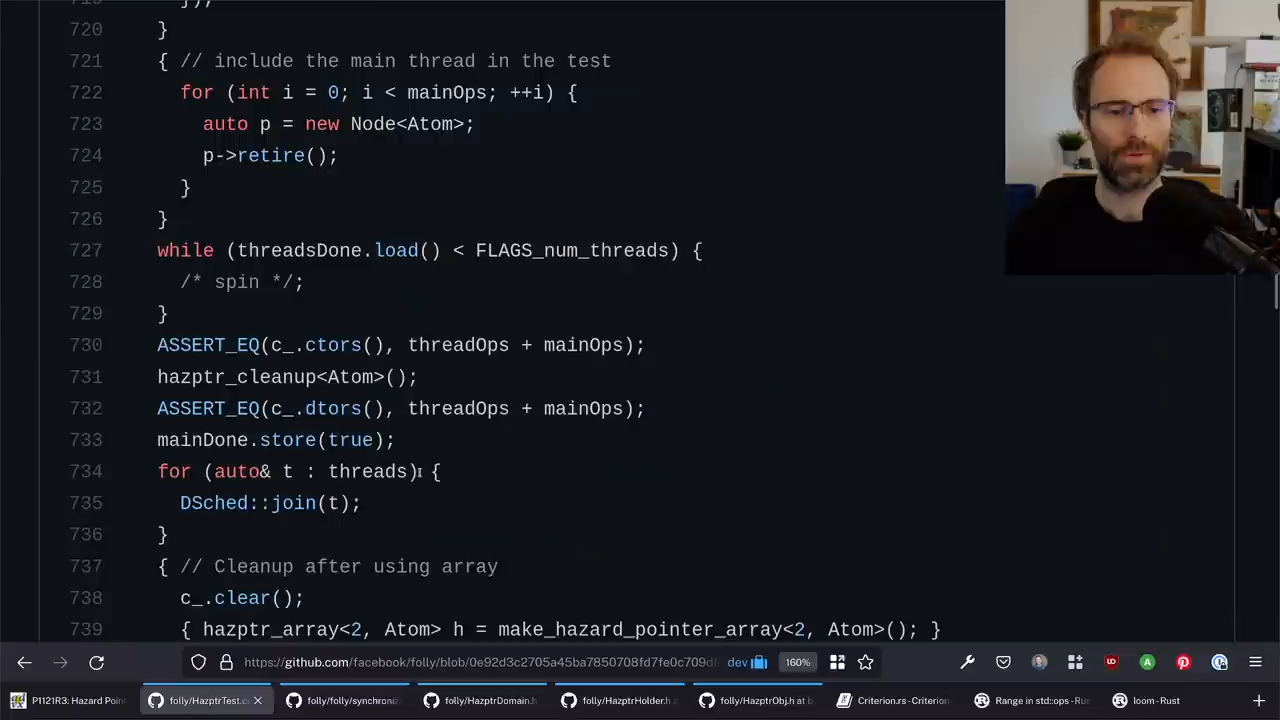 720 }
721 { // include the main thread in the test
722 for (int i = 0; i < mainOps; ++i) {
723 auto p = new Node<Atom>;
724 p->retire();
725 }
726 }
727 while (threadsDone.load() < FLAGS_num_threads) {
728 /* spin */;
729 }
730 ASSERT_EQ(c_.ctors(), threadOps + mainOps);
731 hazptr_cleanup<Atom>();
732 ASSERT_EQ(c_.dtors(), threadOps + mainOps);
733 mainDone.store(true);
734 for (auto& t : threads) {
735 DSched::join(t);
736 }
737 { // Cleanup after using array
738 c_.clear();
739 { hazptr_array<2, Atom> h = make_hazard_pointer_array<2, Atom>(); }
https://github.com/facebook/folly/blob/0e92d3c2705a45ba7850708fd7fe0c709d dev 160%
P1121R3: Hazard Poin folly/HazptrTest.c folly/folly/synchroniz folly/HazptrDomain.h folly/HazptrHolder.h a folly/HazptrObj.h at b Criterion.rs - Criterion Range in std::ops - Rus loom - Rust